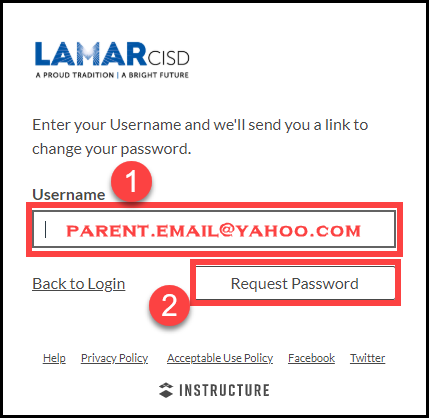 LAMAR CISD
A PROUD TRADITION | A BRIGHT FUTURE
Enter your Username and we'll send you a link to
change your password.
1
Username
PARENT.EMAIL@YAHOO.COM
Back to Login
2
Request Password
Help Privacy Policy Acceptable Use Policy Facebook Twitter
INSTRUCTURE